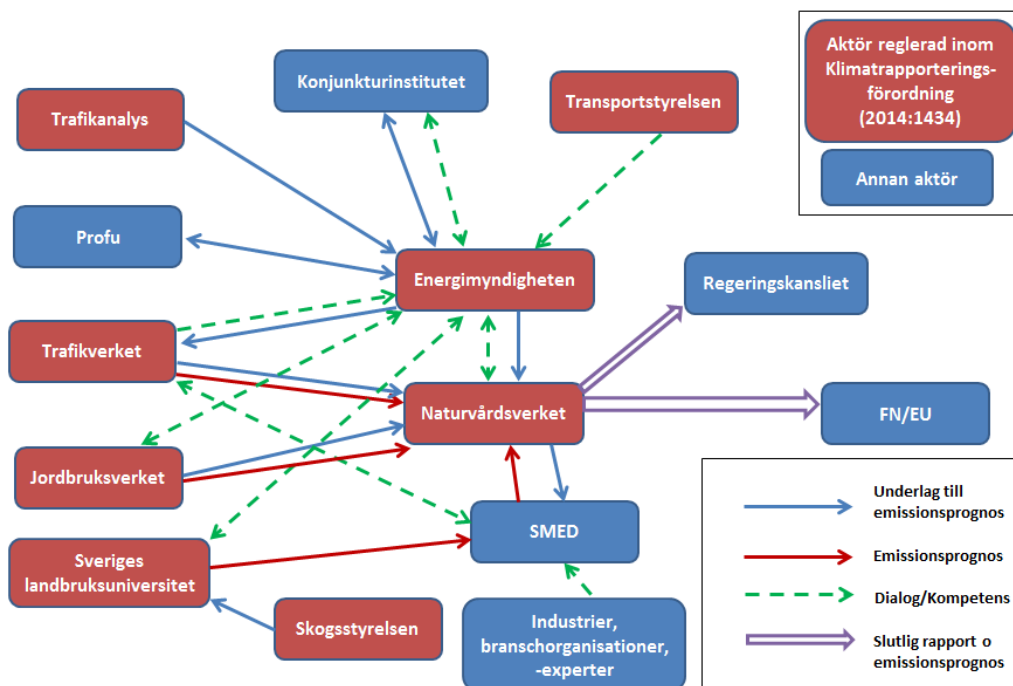 Konjunkturinstitutet
Trafikanalys
Transportstyrelsen
Aktör reglerad inom
Klimatrapporterings-
förordning
(2014:1434)
Annan aktör
Profu
Energimyndigheten
Regeringskansliet
Trafikverket
Naturvårdsverket
FN/EU
Jordbruksverket
SMED
Sveriges
landbruksuniversitet
Skogsstyrelsen
Industrier,
branschorganisationer,
-experter
Underlag till
emissionsprognos
Emissionsprognos
Dialog/Kompetens
Slutlig rapport o
emissionsprognos